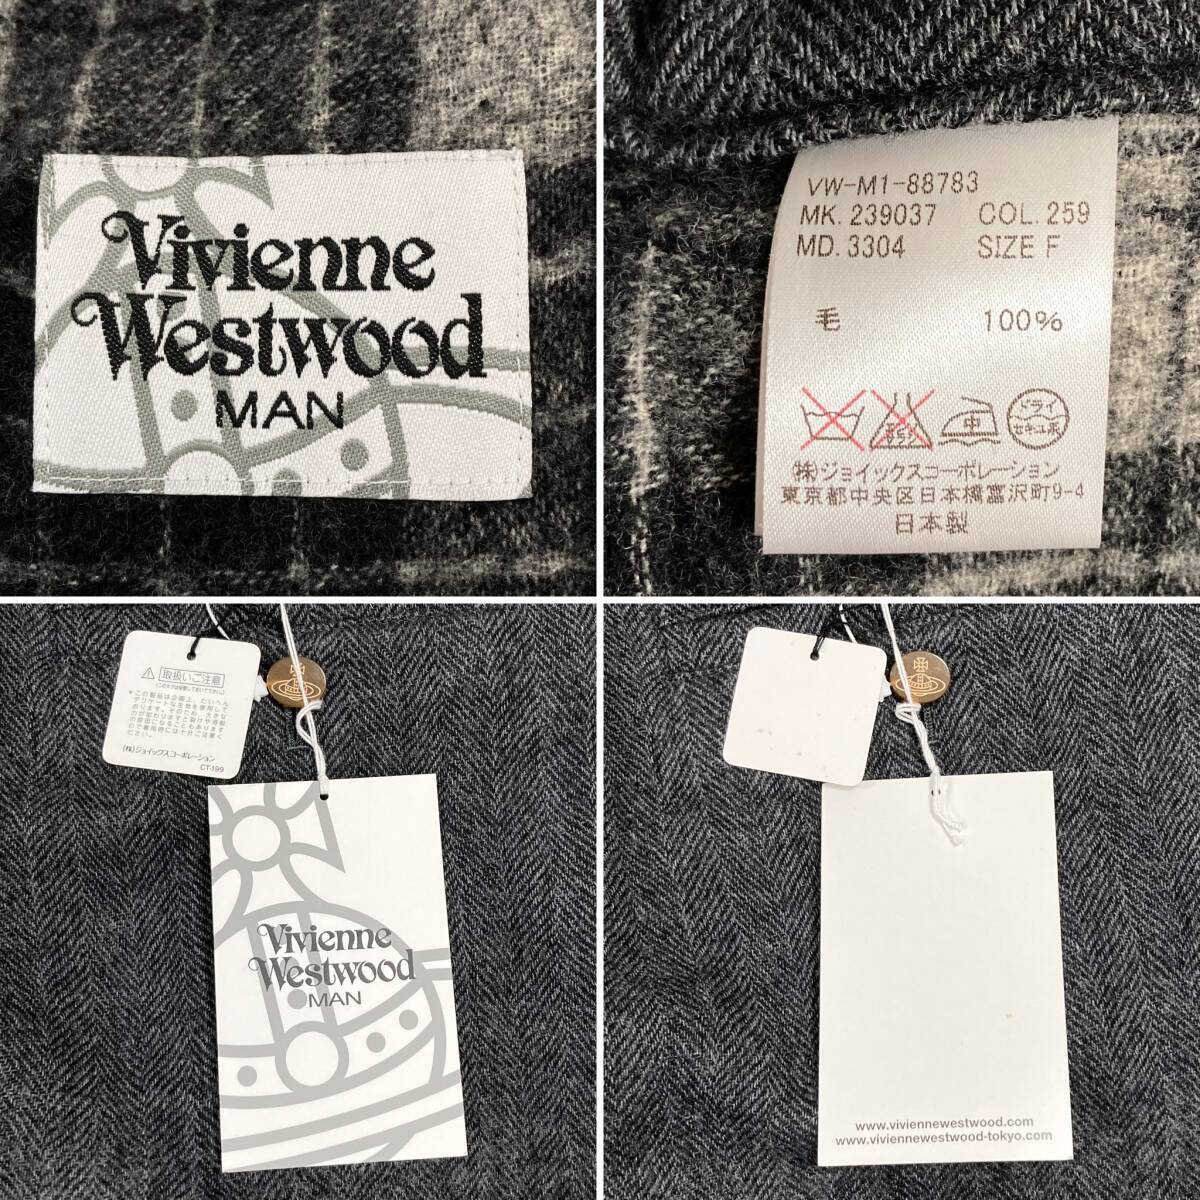 Vivienne
Westwood
MAN
VW-M1-88783
MK. 239037 COL. 259
MD. 3304 SIZE F
毛 100%
中
ドライ
セキユ系
(株)ジョイックスコーポレーション
東京都中央区日本橋富沢町9-4
日本製
取扱いご注意
(株)ジョイックスコーポレーション
CT-199
Vivienne
Westwood
MAN
www.viviennewestwood.com
www.viviennewestwood-tokyo.com